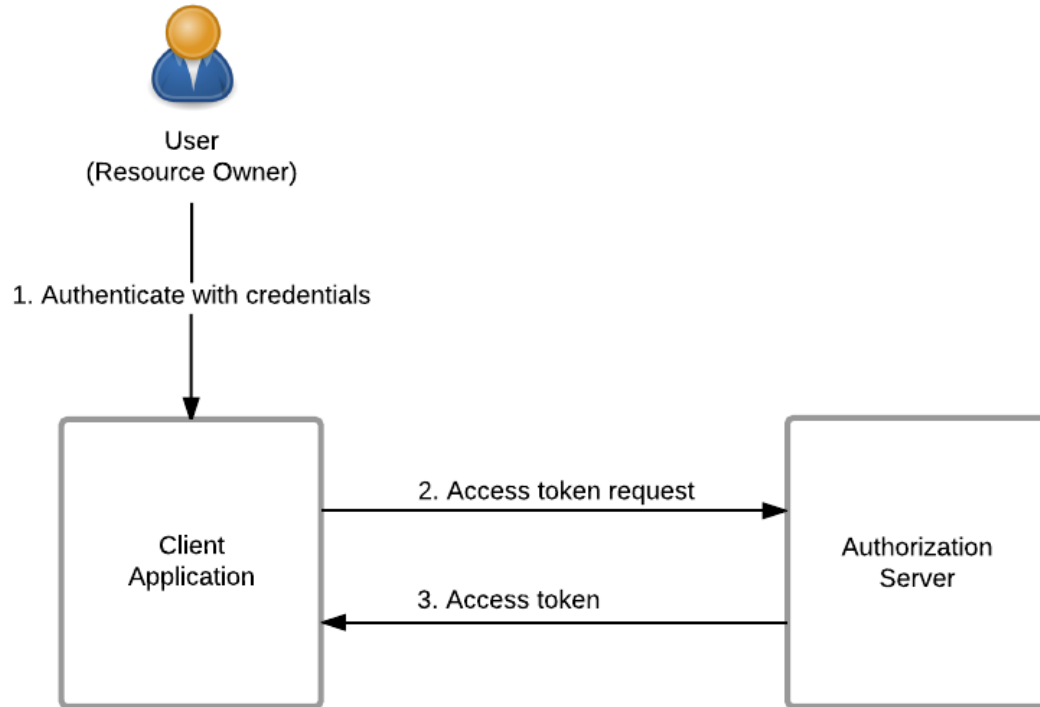 User
(Resource Owner)
1. Authenticate with credentials
2. Access token request
Client
Application
Authorization
Server
3. Access token